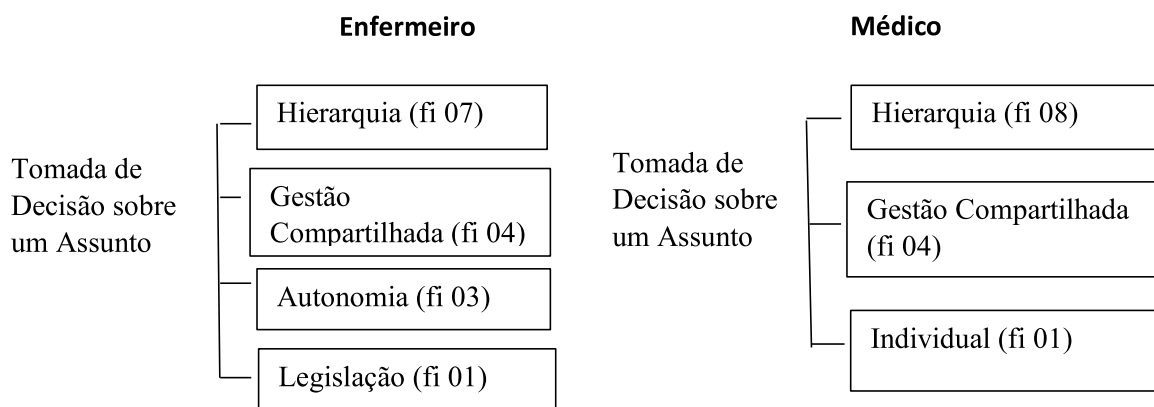 Enfermeiro
Tomada de
Decisão sobre
um Assunto
Hierarquia (fi 07)
Gestão
Compartilhada (fi 04)
Autonomia (fi 03)
Legislação (fi 01)
Médico
Tomada de
Decisão sobre
um Assunto
Hierarquia (fi 08)
Gestão Compartilhada
(fi 04)
Individual (fi 01)